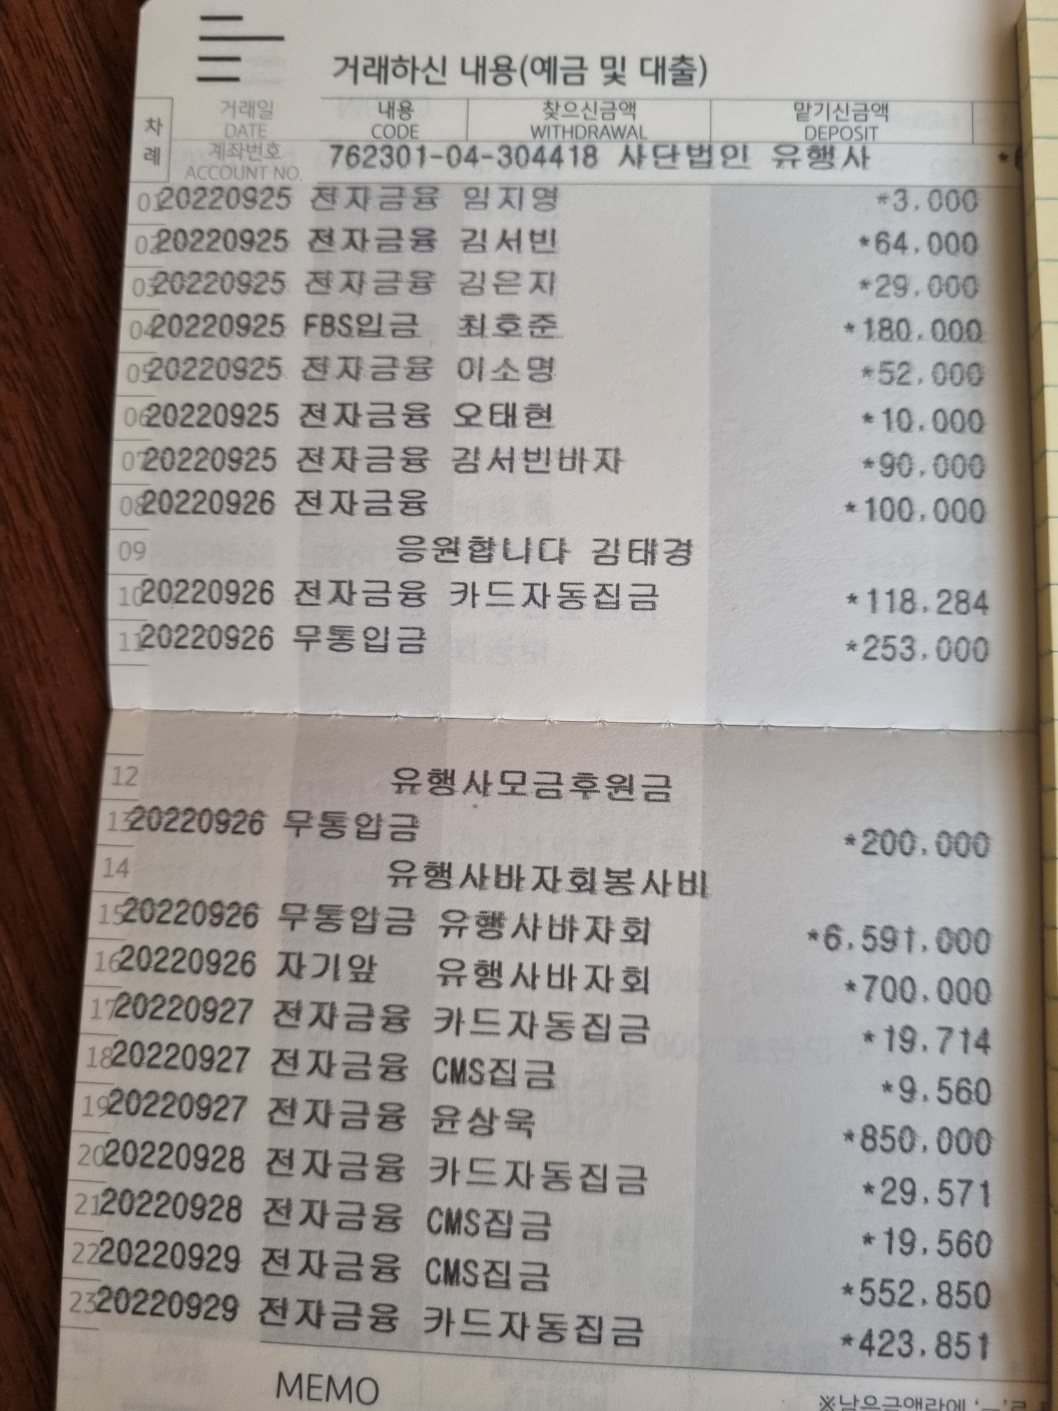 거래하신 내용(예금 및 대출)
차례 거래일 DATE 내용 CODE 찾으신금액 WITHDRAWAL 맡기신금액 DEPOSIT
계좌번호 ACCOUNT NO. 762301-04-304418 사단법인 유행사
01 20220925 전자금융 임지명 *3,000
02 20220925 전자금융 김서빈 *64,000
03 20220925 전자금융 김은지 *29,000
04 20220925 FBS입금 최호준 *180,000
05 20220925 전자금융 이소명 *52,000
06 20220925 전자금융 오태현 *10,000
07 20220925 전자금융 김서빈바자 *90,000
08 20220926 전자금융 *100,000
09 응원합니다 김태경
10 20220926 전자금융 카드자동집금 *118,284
11 20220926 무통입금 *253,000
12 유행사모금후원금
13 20220926 무통입금 *200,000
14 유행사바자회봉사비
15 20220926 무통입금 유행사바자회 *6,591,000
16 20220926 자기앞 유행사바자회 *700,000
17 20220927 전자금융 카드자동집금 *19,714
18 20220927 전자금융 CMS집금 *9,560
19 20220927 전자금융 윤상욱 *850,000
20 20220928 전자금융 카드자동집금 *29,571
21 20220928 전자금융 CMS집금 *19,560
22 20220929 전자금융 CMS집금 *552,850
23 20220929 전자금융 카드자동집금 *423,851
MEMO
※남은금액란에